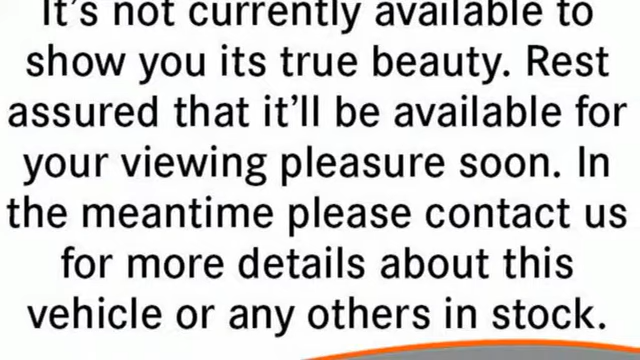 It's not currently available to
show you its true beauty. Rest
assured that it'll be available for
your viewing pleasure soon. In
the meantime please contact us
for more details about this
vehicle or any others in stock.